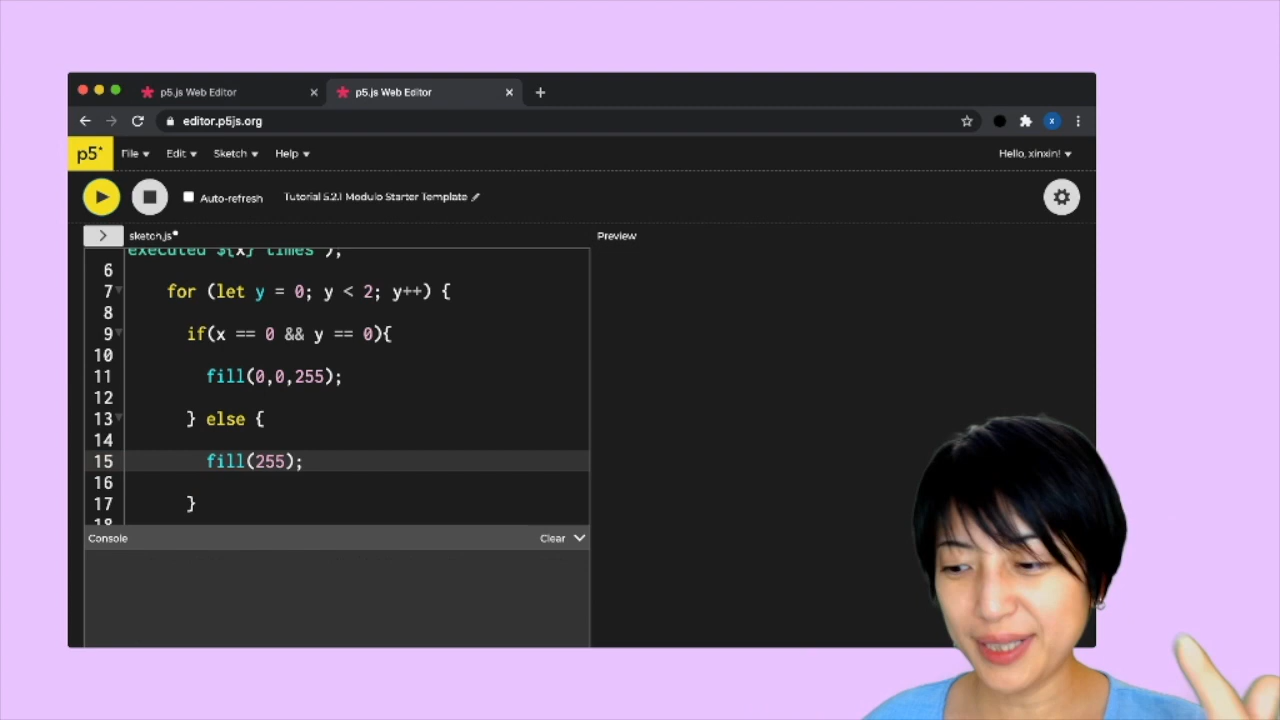 p5.js Web Editor
p5.js Web Editor
editor.p5js.org
p5*
File
Edit
Sketch
Help
Hello, xinxin!
Auto-refresh
Tutorial 5.2.1 Modulo Starter Template
sketch.js
Preview
executed ${x} times`);
6
7 for (let y = 0; y < 2; y++) {
8
9 if(x == 0 && y == 0){
10
11 fill(0,0,255);
12
13 } else {
14
15 fill(255);
16
17 }
18
Console
Clear